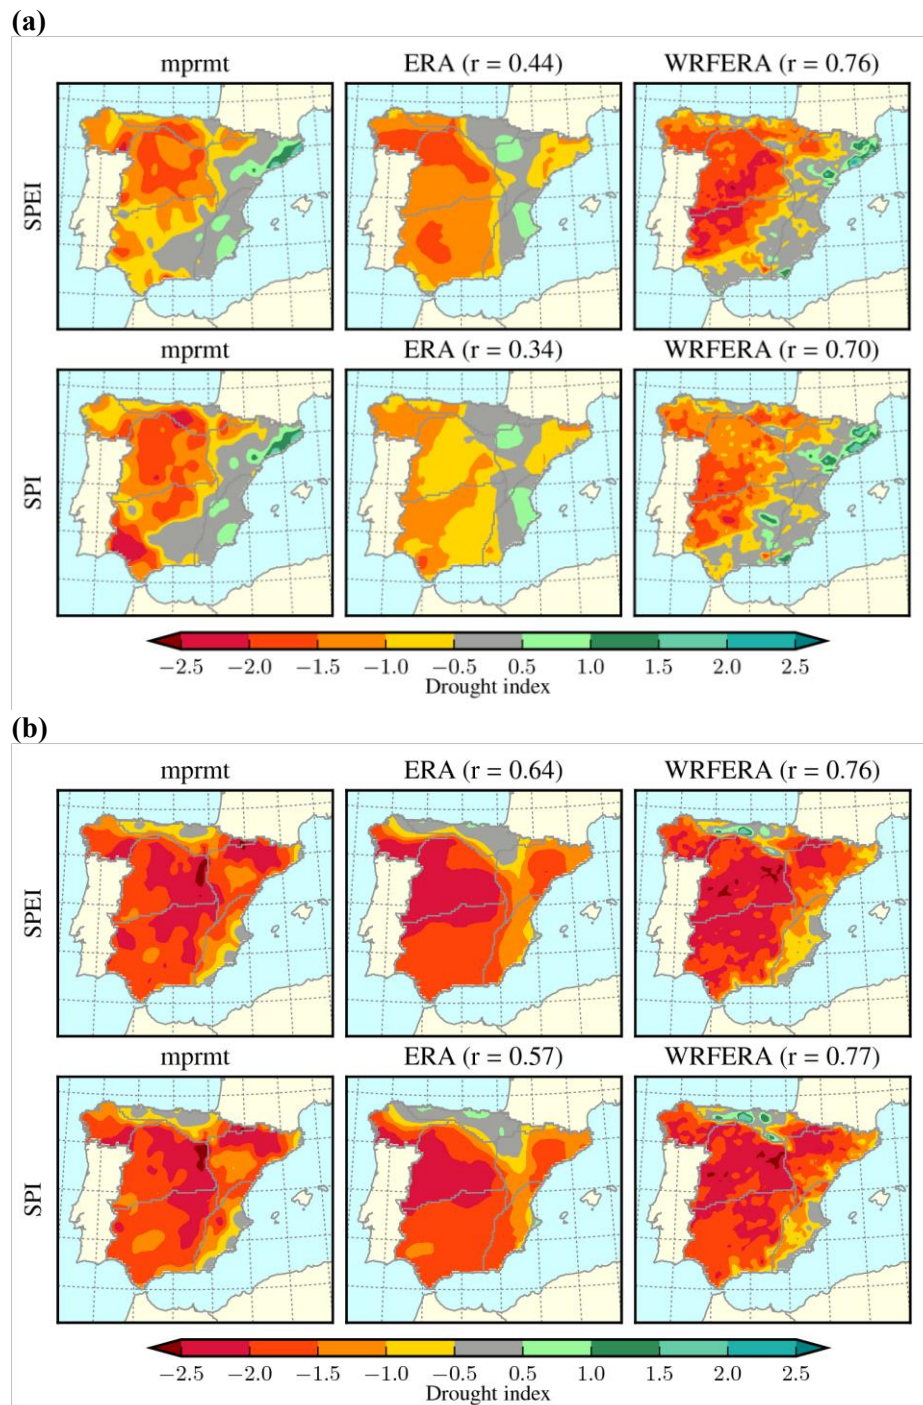 (a)
mprmt ERA (r = 0.44) WRFERA (r = 0.76)
SPEI
mprmt ERA (r = 0.34) WRFERA (r = 0.70)
SPI
−2.5 −2.0 −1.5 −1.0 −0.5 0.5 1.0 1.5 2.0 2.5
Drought index
(b)
mprmt ERA (r = 0.64) WRFERA (r = 0.76)
SPEI
mprmt ERA (r = 0.57) WRFERA (r = 0.77)
SPI
−2.5 −2.0 −1.5 −1.0 −0.5 0.5 1.0 1.5 2.0 2.5
Drought index